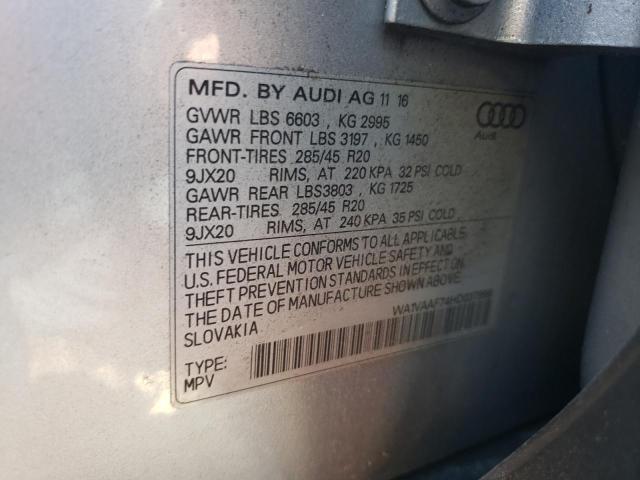 MFD. BY AUDI AG 11 16
GVWR LBS 6603 , KG 2995
GAWR FRONT LBS 3197 , KG 1450
FRONT-TIRES 285/45 R20
9JX20 RIMS, AT 220 KPA 32 PSI COLD
GAWR REAR LBS3803 , KG 1725
REAR-TIRES 285/45 R20
9JX20 RIMS, AT 240 KPA 35 PSI COLD
Audi
THIS VEHICLE CONFORMS TO ALL APPLICABLE
U.S. FEDERAL MOTOR VEHICLE SAFETY AND
THEFT PREVENTION STANDARDS IN EFFECT ON
THE DATE OF MANUFACTURE SHOWN ABOVE.
SLOVAKIA
TYPE:
MPV